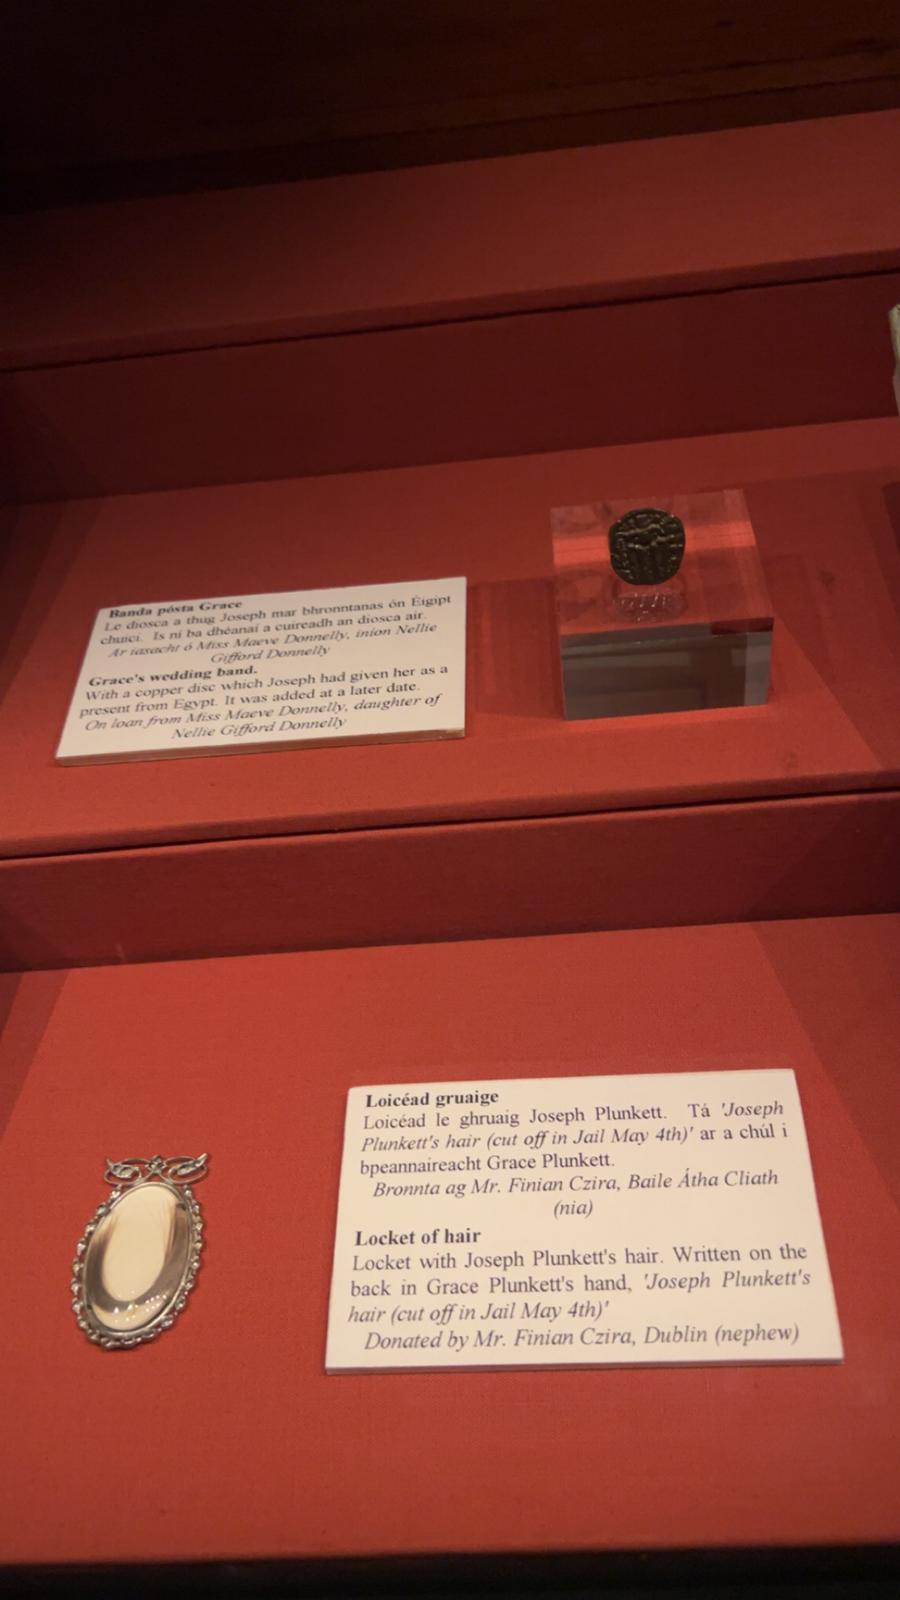 Banda pósta Grace
Le diosca a thug Joseph mar bhronntanas ón Éigipt
chuici. Is ní ba dhéanaí a cuireadh an diosca air.
Ar iasacht ó Miss Maeve Donnelly, iníon Nellie
Gifford Donnelly
Grace's wedding band.
With a copper disc which Joseph had given her as a
present from Egypt. It was added at a later date.
On loan from Miss Maeve Donnelly, daughter of
Nellie Gifford Donnelly
Loicéad gruaige
Loicéad le ghruaig Joseph Plunkett. Tá 'Joseph
Plunkett's hair (cut off in Jail May 4th)' ar a chúl i
bpeannaireacht Grace Plunkett.
Bronnta ag Mr. Finian Czira, Baile Átha Cliath
(nia)
Locket of hair
Locket with Joseph Plunkett's hair. Written on the
back in Grace Plunkett's hand, 'Joseph Plunkett's
hair (cut off in Jail May 4th)'
Donated by Mr. Finian Czira, Dublin (nephew)